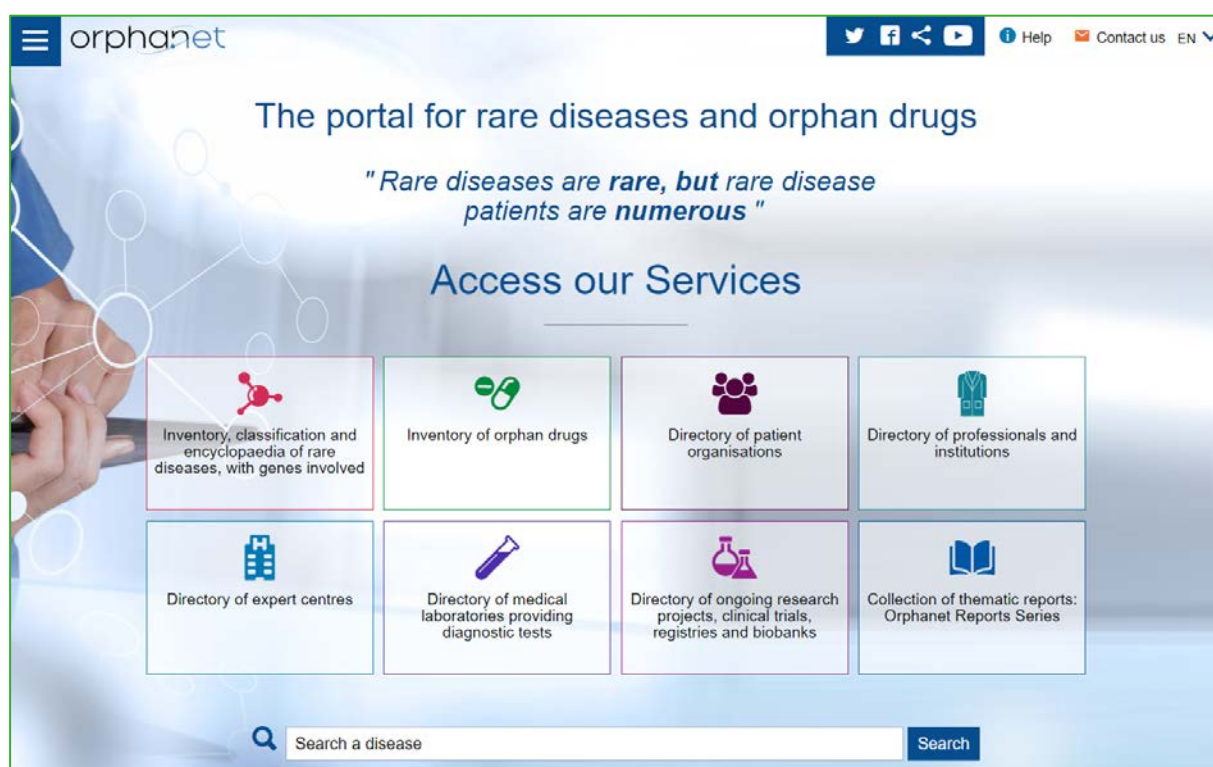 orphanet
Help
Contact us
EN
The portal for rare diseases and orphan drugs
" Rare diseases are rare, but rare disease
patients are numerous "
Access our Services
Inventory, classification and
encyclopaedia of rare
diseases, with genes involved
Inventory of orphan drugs
Directory of patient
organisations
Directory of professionals and
institutions
H
Directory of expert centres
Directory of medical
laboratories providing
diagnostic tests
Directory of ongoing research
projects, clinical trials,
registries and biobanks
Collection of thematic reports:
Orphanet Reports Series
Search a disease
Search